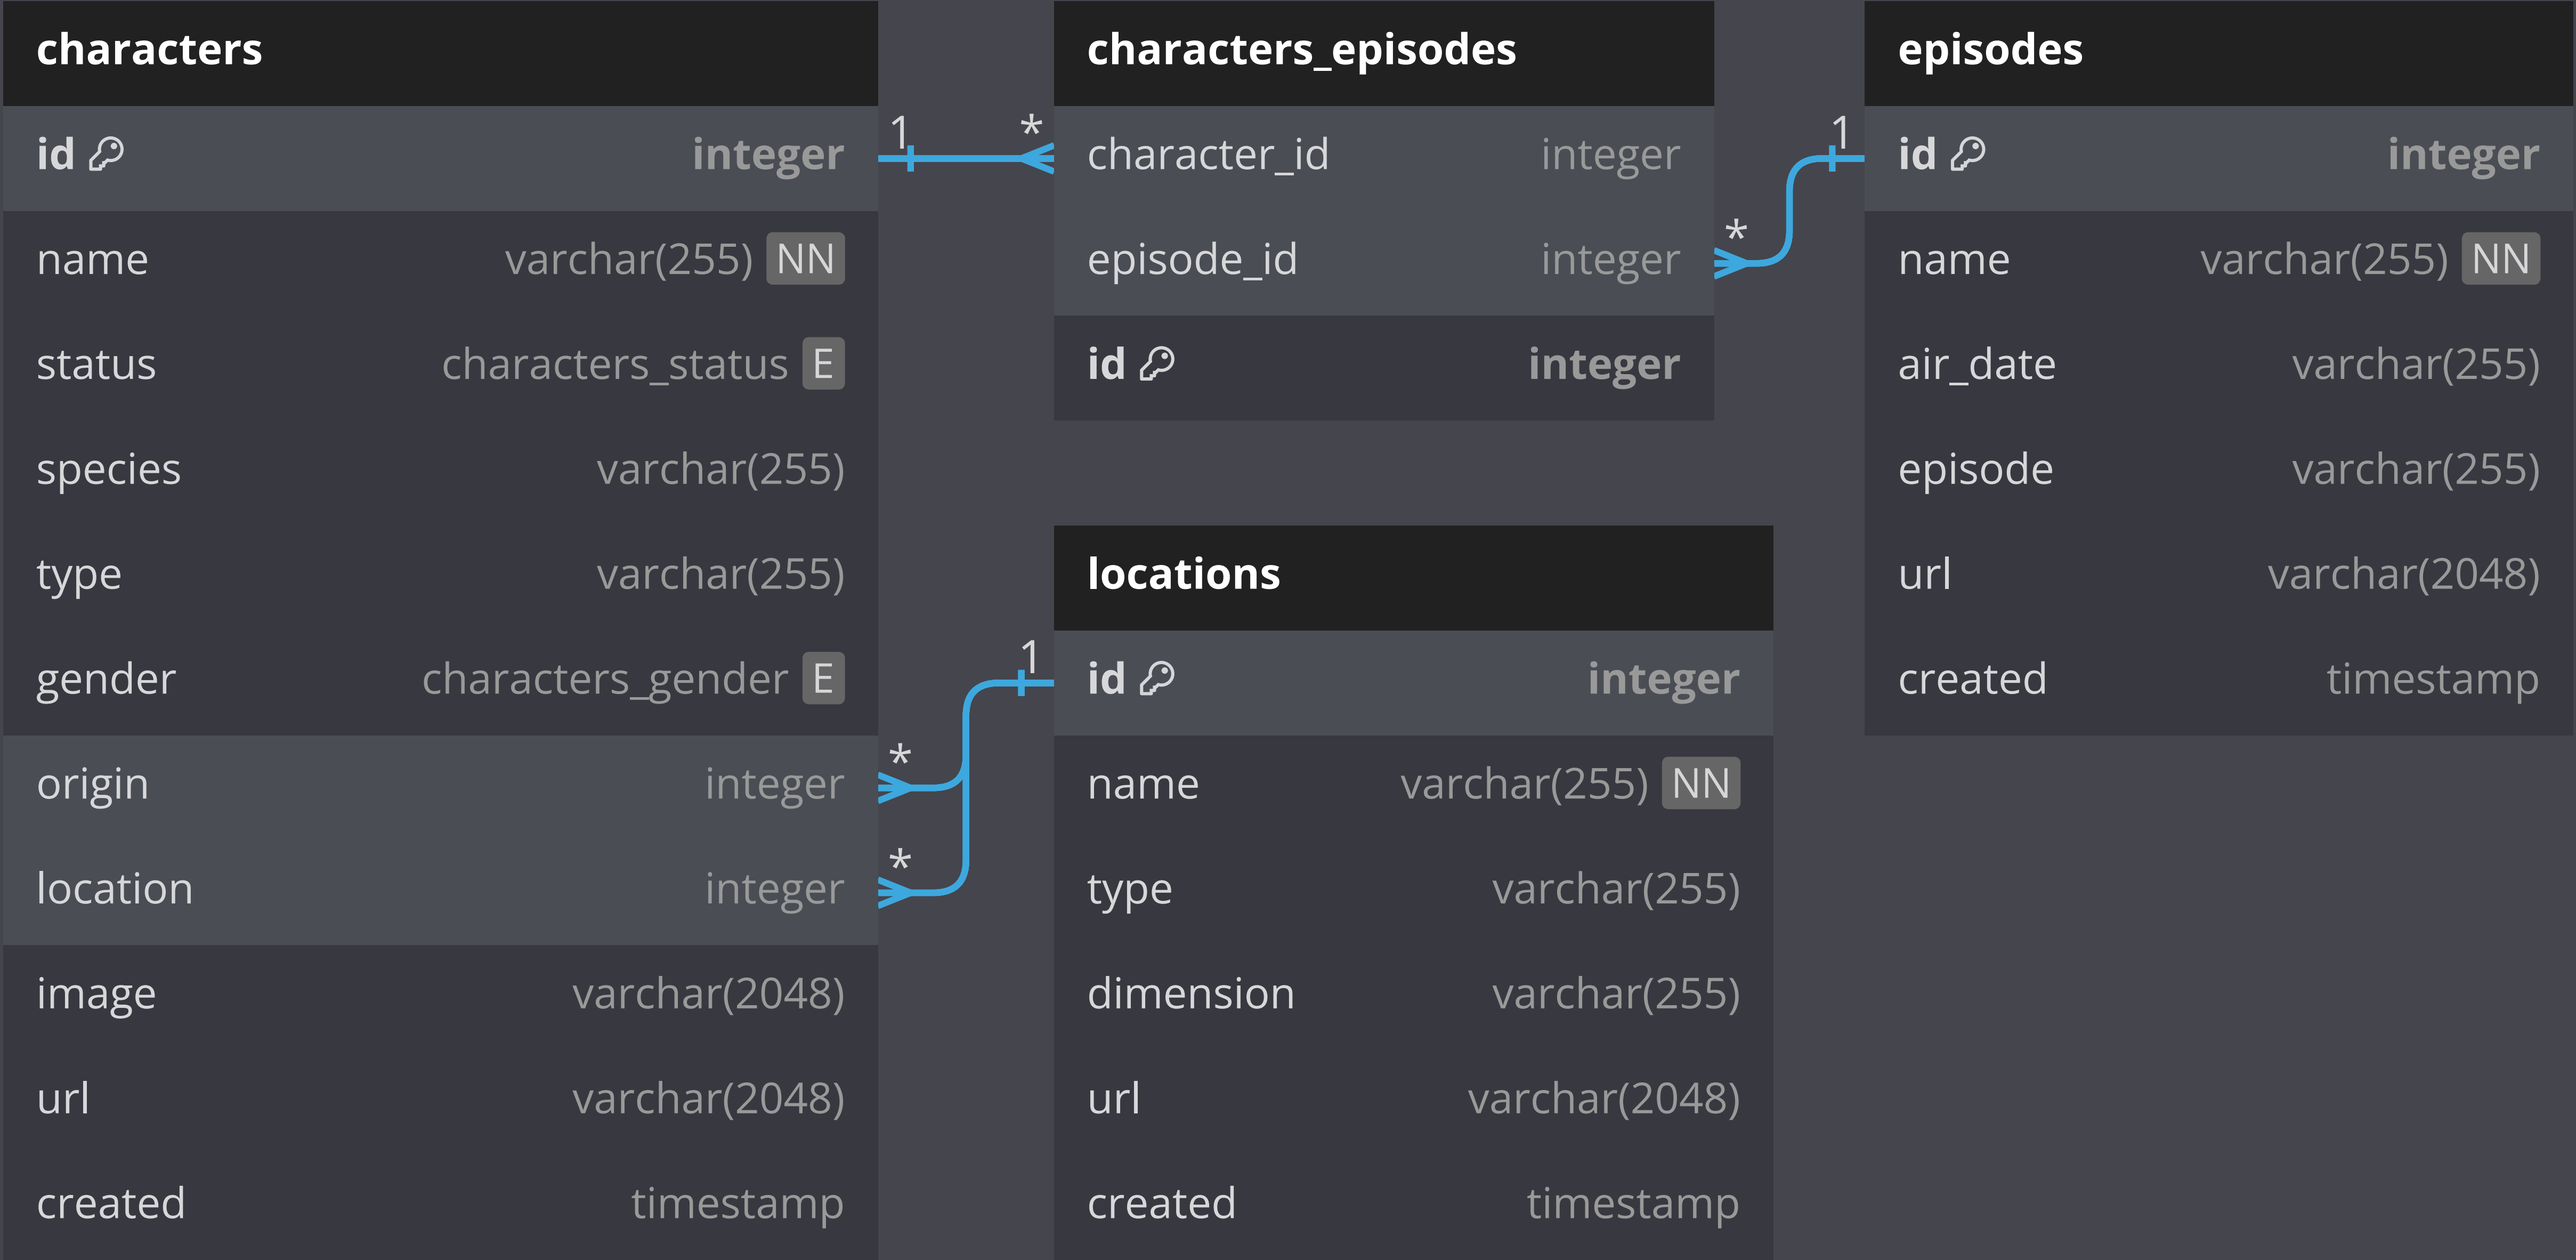 characters
id integer
name varchar(255) NN
status characters_status E
species varchar(255)
type varchar(255)
gender characters_gender E
origin integer
location integer
image varchar(2048)
url varchar(2048)
created timestamp
1 *
characters_episodes
character_id integer
episode_id integer
id integer
* 1
episodes
id integer
name varchar(255) NN
air_date varchar(255)
episode varchar(255)
url varchar(2048)
created timestamp
1
*
*
locations
id integer
name varchar(255) NN
type varchar(255)
dimension varchar(255)
url varchar(2048)
created timestamp